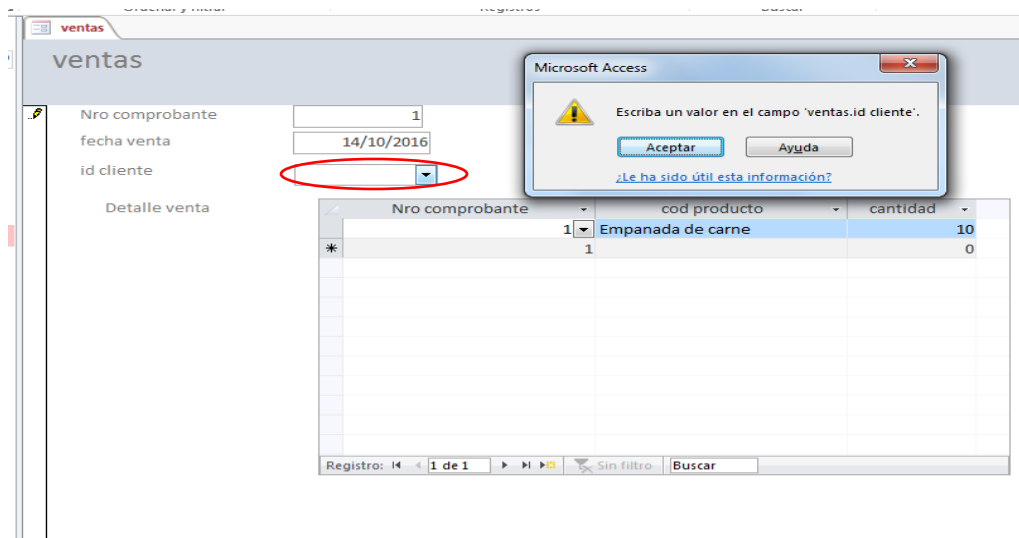 ventas
ventas
Microsoft Access
Escriba un valor en el campo 'ventas.id cliente'.
Aceptar Ayuda
¿Le ha sido útil esta información?
Nro comprobante 1
fecha venta 14/10/2016
id cliente
Detalle venta
Nro comprobante cod producto cantidad
1 Empanada de carne 10
1 0
Registro: 1 de 1 Sin filtro Buscar